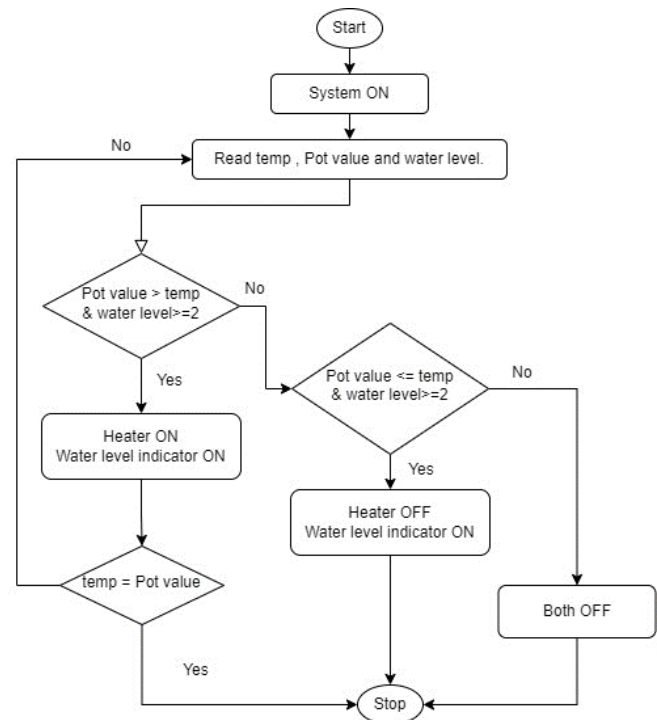 Start
System ON
No
Read temp , Pot value and water level.
Pot value > temp
& water level>=2
No
Pot value <= temp
& water level>=2
No
Yes
Heater ON
Water level indicator ON
Yes
Heater OFF
Water level indicator ON
temp = Pot value
Both OFF
Yes
Stop